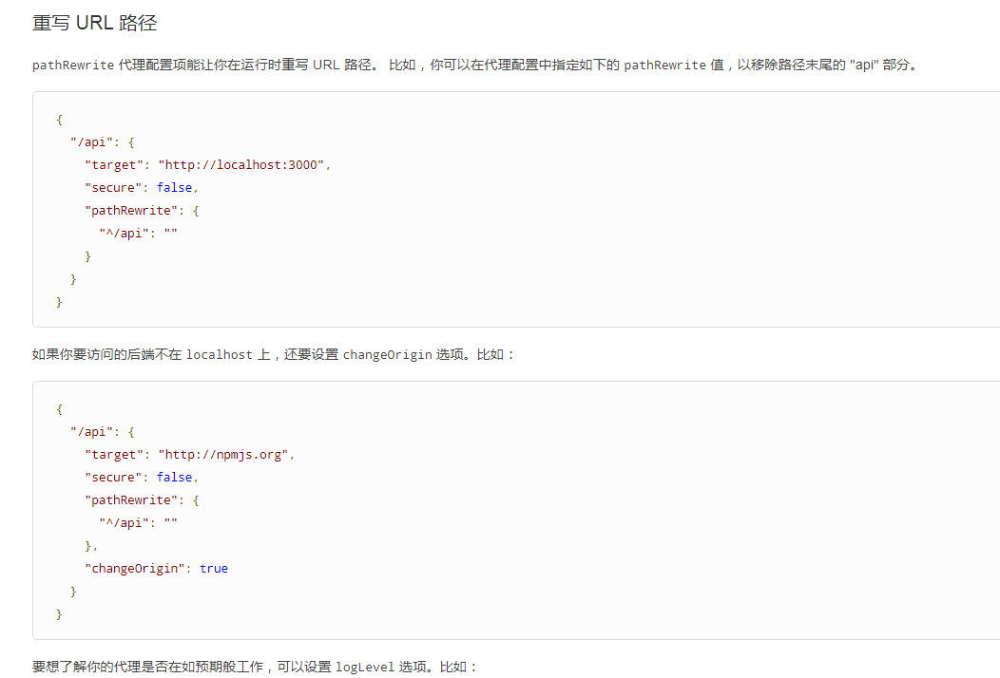 重写 URL 路径
pathRewrite 代理配置项能让你在运行时重写 URL 路径。 比如，你可以在代理配置中指定如下的 pathRewrite 值，以移除路径末尾的 "api" 部分。
{
"/api": {
"target": "http://localhost:3000",
"secure": false,
"pathRewrite": {
"^/api": ""
}
}
}
如果你要访问的后端不在 localhost 上，还要设置 changeOrigin 选项。比如：
{
"/api": {
"target": "http://npmjs.org",
"secure": false,
"pathRewrite": {
"^/api": ""
},
"changeOrigin": true
}
}
要想了解你的代理是否在如预期般工作，可以设置 logLevel 选项。比如：